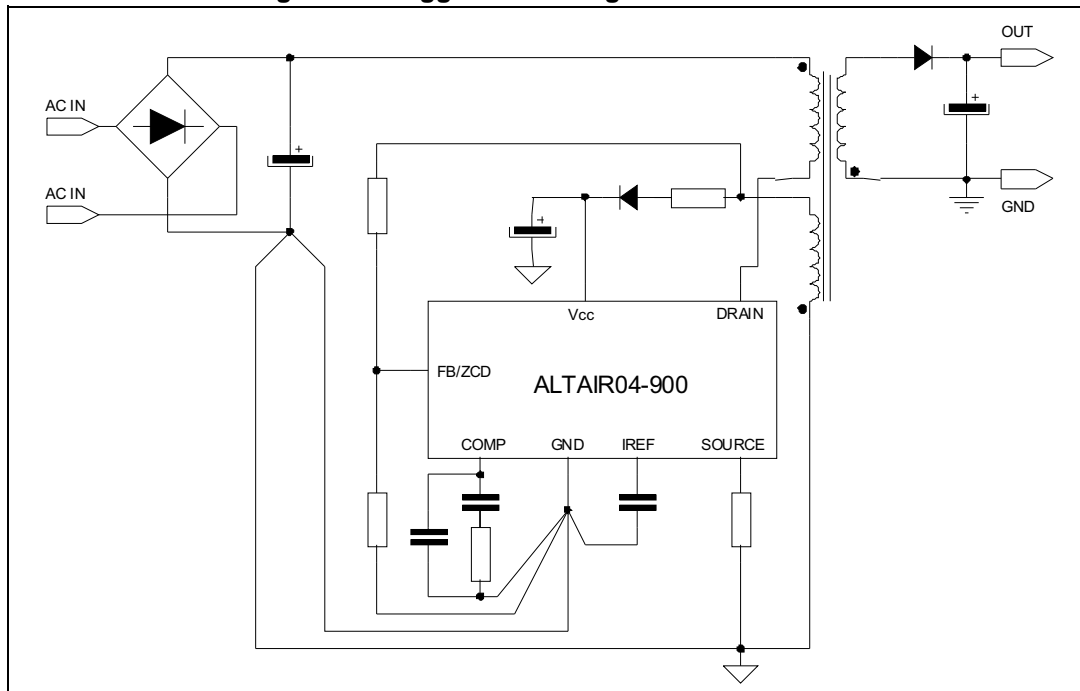 OUT
AC IN
AC IN
GND
Vcc
DRAIN
FB/ZCD
ALTAIR04-900
COMP
GND
IREF
SOURCE